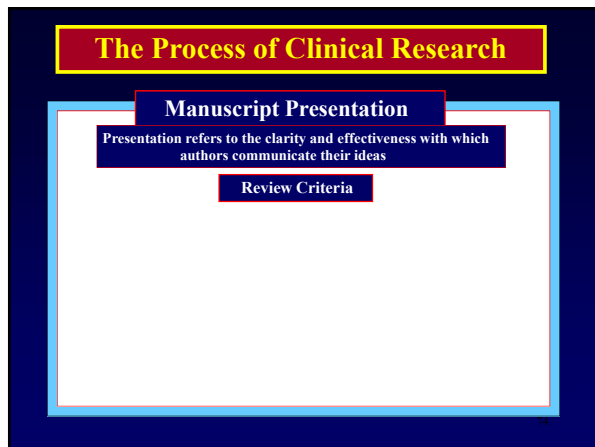 The Process of Clinical Research
Manuscript Presentation
Presentation refers to the clarity and effectiveness with which
authors communicate their ideas
Review Criteria